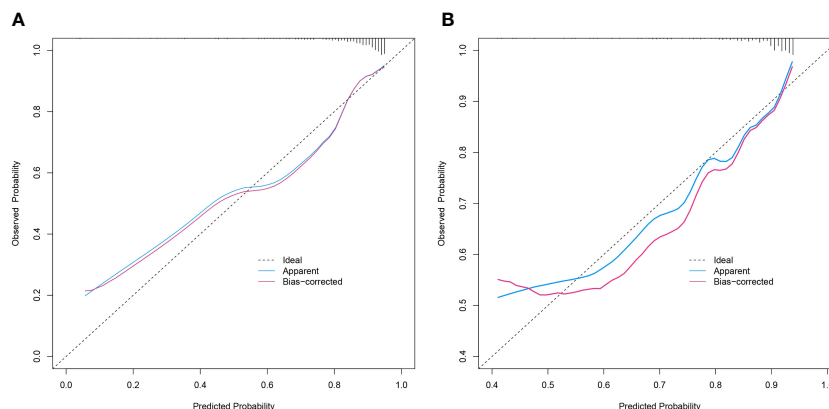 A
B
1.0
0.8
0.6
0.4
0.2
0.0
Observed Probability
Ideal
Apparent
Bias-corrected
0.0 0.2 0.4 0.6 0.8 1.0
Predicted Probability
1.0
0.9
0.8
0.7
0.6
0.5
0.4
Observed Probability
Ideal
Apparent
Bias-corrected
0.4 0.5 0.6 0.7 0.8 0.9 1.0
Predicted Probability